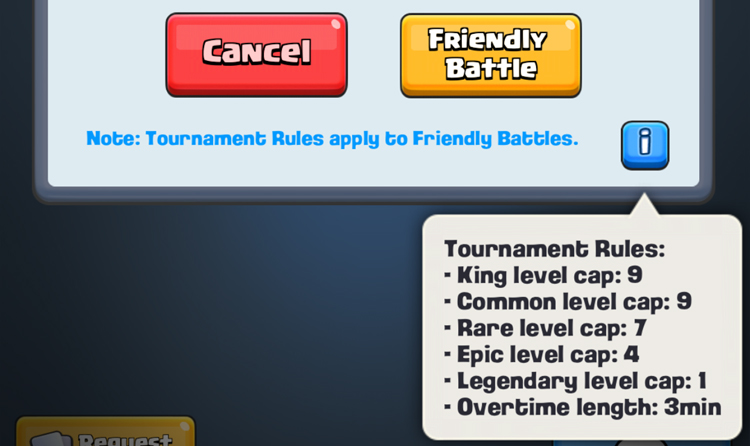 Cancel
Friendly
Battle
Note: Tournament Rules apply to Friendly Battles.
i
Tournament Rules:
- King level cap: 9
- Common level cap: 9
- Rare level cap: 7
- Epic level cap: 4
- Legendary level cap: 1
- Overtime length: 3min
Request